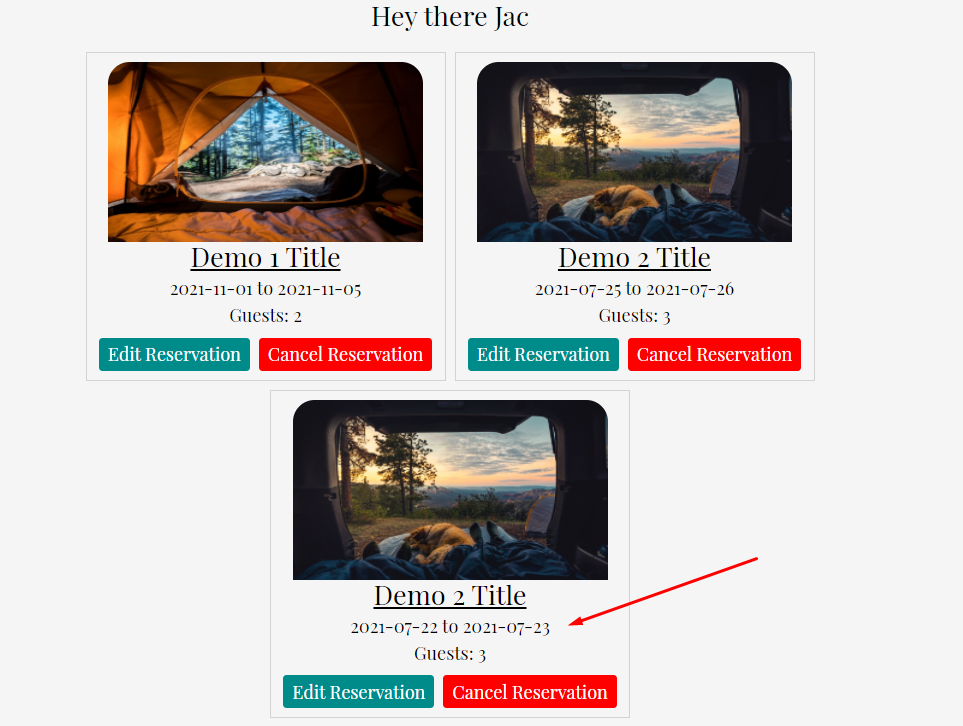 Hey there Jac
Demo 1 Title
2021-11-01 to 2021-11-05
Guests: 2
Edit Reservation Cancel Reservation
Demo 2 Title
2021-07-25 to 2021-07-26
Guests: 3
Edit Reservation Cancel Reservation
Demo 2 Title
2021-07-22 to 2021-07-23
Guests: 3
Edit Reservation Cancel Reservation